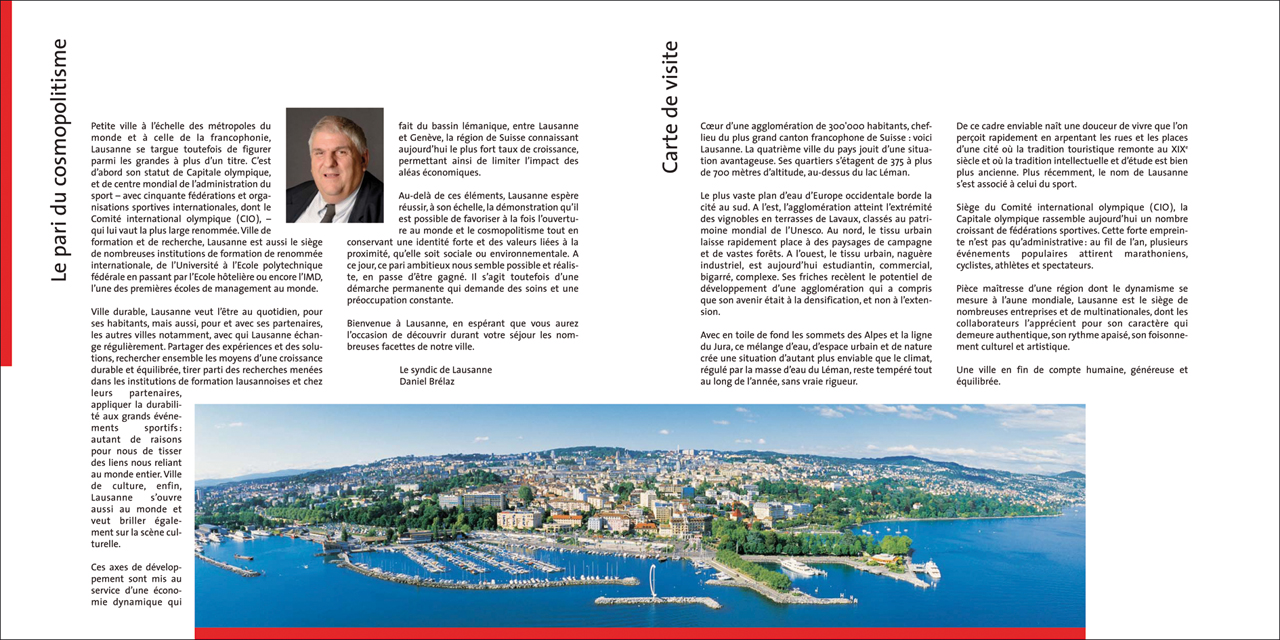 Le pari du cosmopolitisme
Petite ville à l'échelle des métropoles du
monde et à celle de la francophonie,
Lausanne se targue toutefois de figurer
parmi les grandes à plus d'un titre. C'est
d'abord son statut de Capitale olympique,
et de centre mondial de l'administration du
sport – avec cinquante fédérations et orga-
nisations sportives internationales, dont le
Comité international olympique (CIO), –
qui lui vaut la plus large renommée. Ville de
formation et de recherche, Lausanne est aussi le siège
de nombreuses institutions de formation de renommée
internationale, de l'Université à l'Ecole polytechnique
fédérale en passant par l'Ecole hôtelière ou encore l'IMD,
l'une des premières écoles de management au monde.
Ville durable, Lausanne veut l'être au quotidien, pour
ses habitants, mais aussi, pour et avec ses partenaires,
les autres villes notamment, avec qui Lausanne échan-
ge régulièrement. Partager des expériences et des solu-
tions, rechercher ensemble les moyens d'une croissance
durable et équilibrée, tirer parti des recherches menées
dans les institutions de formation lausannoises et chez
leurs partenaires,
appliquer la durabili-
té aux grands événe-
ments sportifs :
autant de raisons
pour nous de tisser
des liens nous reliant
au monde entier. Ville
de culture, enfin,
Lausanne s'ouvre
aussi au monde et
veut briller égale-
ment sur la scène cul-
turelle.
Ces axes de dévelop-
pement sont mis au
service d'une écono-
mie dynamique qui
fait du bassin lémanique, entre Lausanne
et Genève, la région de Suisse connaissant
aujourd'hui le plus fort taux de croissance,
permettant ainsi de limiter l'impact des
aléas économiques.
Au-delà de ces éléments, Lausanne espère
réussir, à son échelle, la démonstration qu'il
est possible de favoriser à la fois l'ouvertu-
re au monde et le cosmopolitisme tout en
conservant une identité forte et des valeurs liées à la
proximité, qu'elle soit sociale ou environnementale. A
ce jour, ce pari ambitieux nous semble possible et réalis-
te, en passe d'être gagné. Il s'agit toutefois d'une
démarche permanente qui demande des soins et une
préoccupation constante.
Bienvenue à Lausanne, en espérant que vous aurez
l'occasion de découvrir durant votre séjour les nom-
breuses facettes de notre ville.
Le syndic de Lausanne
Daniel Brélaz
Carte de visite
Cœur d'une agglomération de 300'000 habitants, chef-
lieu du plus grand canton francophone de Suisse : voici
Lausanne. La quatrième ville du pays jouit d'une situa-
tion avantageuse. Ses quartiers s'étagent de 375 à plus
de 700 mètres d'altitude, au-dessus du lac Léman.
Le plus vaste plan d'eau d'Europe occidentale borde la
cité au sud. A l'est, l'agglomération atteint l'extrémité
des vignobles en terrasses de Lavaux, classés au patri-
moine mondial de l'Unesco. Au nord, le tissu urbain
laisse rapidement place à des paysages de campagne
et de vastes forêts. A l'ouest, le tissu urbain, naguère
industriel, est aujourd'hui estudiantin, commercial,
bigarré, complexe. Ses friches recèlent le potentiel de
développement d'une agglomération qui a compris
que son avenir était à la densification, et non à l'exten-
sion.
Avec en toile de fond les sommets des Alpes et la ligne
du Jura, ce mélange d'eau, d'espace urbain et de nature
crée une situation d'autant plus enviable que le climat,
régulé par la masse d'eau du Léman, reste tempéré tout
au long de l'année, sans vraie rigueur.
De ce cadre enviable naît une douceur de vivre que l'on
perçoit rapidement en arpentant les rues et les places
d'une cité où la tradition touristique remonte au XIXe
siècle et où la tradition intellectuelle et d'étude est bien
plus ancienne. Plus récemment, le nom de Lausanne
s'est associé à celui du sport.
Siège du Comité international olympique (CIO), la
Capitale olympique rassemble aujourd'hui un nombre
croissant de fédérations sportives. Cette forte emprein-
te n'est pas qu'administrative : au fil de l'an, plusieurs
événements populaires attirent marathoniens,
cyclistes, athlètes et spectateurs.
Pièce maîtresse d'une région dont le dynamisme se
mesure à l'aune mondiale, Lausanne est le siège de
nombreuses entreprises et de multinationales, dont les
collaborateurs l'apprécient pour son caractère qui
demeure authentique, son rythme apaisé, son foisonne-
ment culturel et artistique.
Une ville en fin de compte humaine, généreuse et
équilibrée.